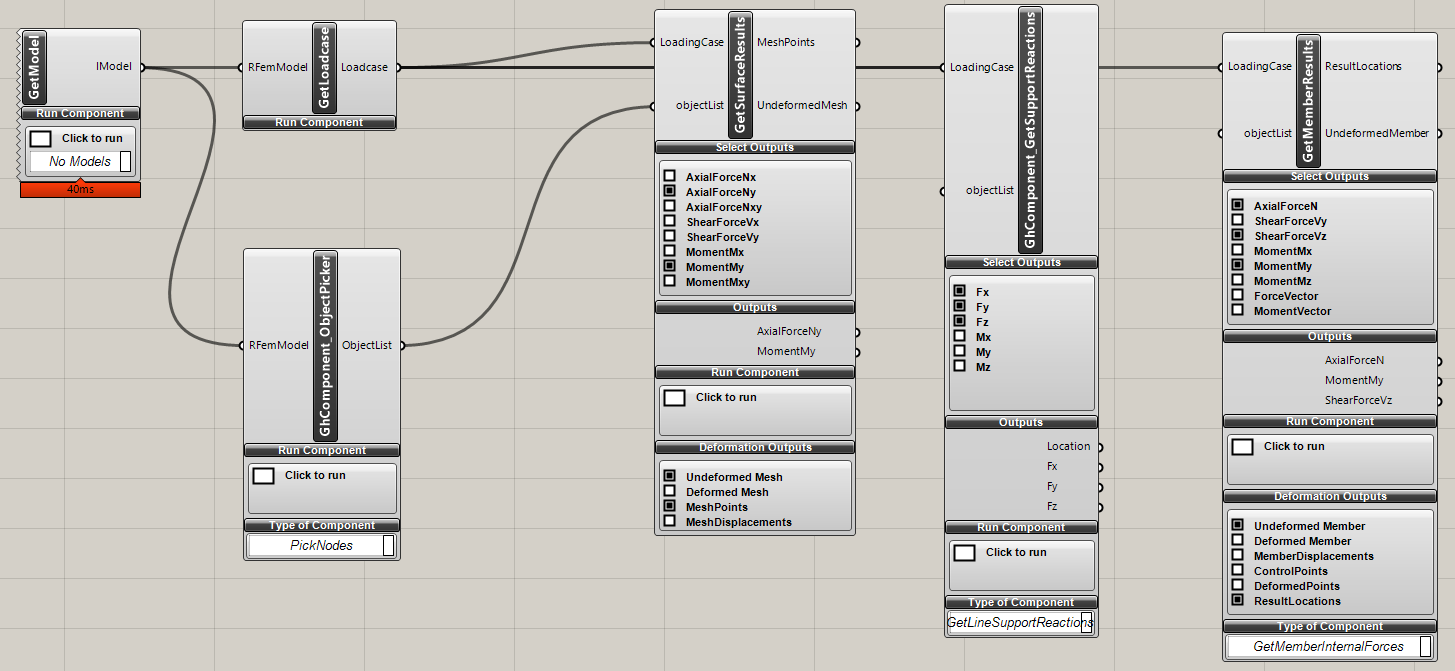 GetModel
IModel
Run Component
Click to run
No Models
40ms
RFemModel
GetLoadcase
Loadcase
Run Component
RFemModel
GhComponent_ObjectPicker
ObjectList
Run Component
Click to run
Type of Component
PickNodes
LoadingCase
objectList
GetSurfaceResults
MeshPoints
UndeformedMesh
Select Outputs
AxialForceNx
AxialForceNy
AxialForceNxy
ShearForceVx
ShearForceVy
MomentMx
MomentMy
MomentMxy
Outputs
AxialForceNy
MomentMy
Run Component
Click to run
Deformation Outputs
Undeformed Mesh
Deformed Mesh
MeshPoints
MeshDisplacements
LoadingCase
objectList
GhComponent_GetSupportReactions
Select Outputs
Fx
Fy
Fz
Mx
My
Mz
Outputs
Location
Fx
Fy
Fz
Run Component
Click to run
Type of Component
GetLineSupportReactions
LoadingCase
objectList
GetMemberResults
ResultLocations
UndeformedMember
Select Outputs
AxialForceN
ShearForceVy
ShearForceVz
MomentMx
MomentMy
MomentMz
ForceVector
MomentVector
Outputs
AxialForceN
MomentMy
ShearForceVz
Run Component
Click to run
Deformation Outputs
Undeformed Member
Deformed Member
MemberDisplacements
ControlPoints
DeformedPoints
ResultLocations
Type of Component
GetMemberInternalForces